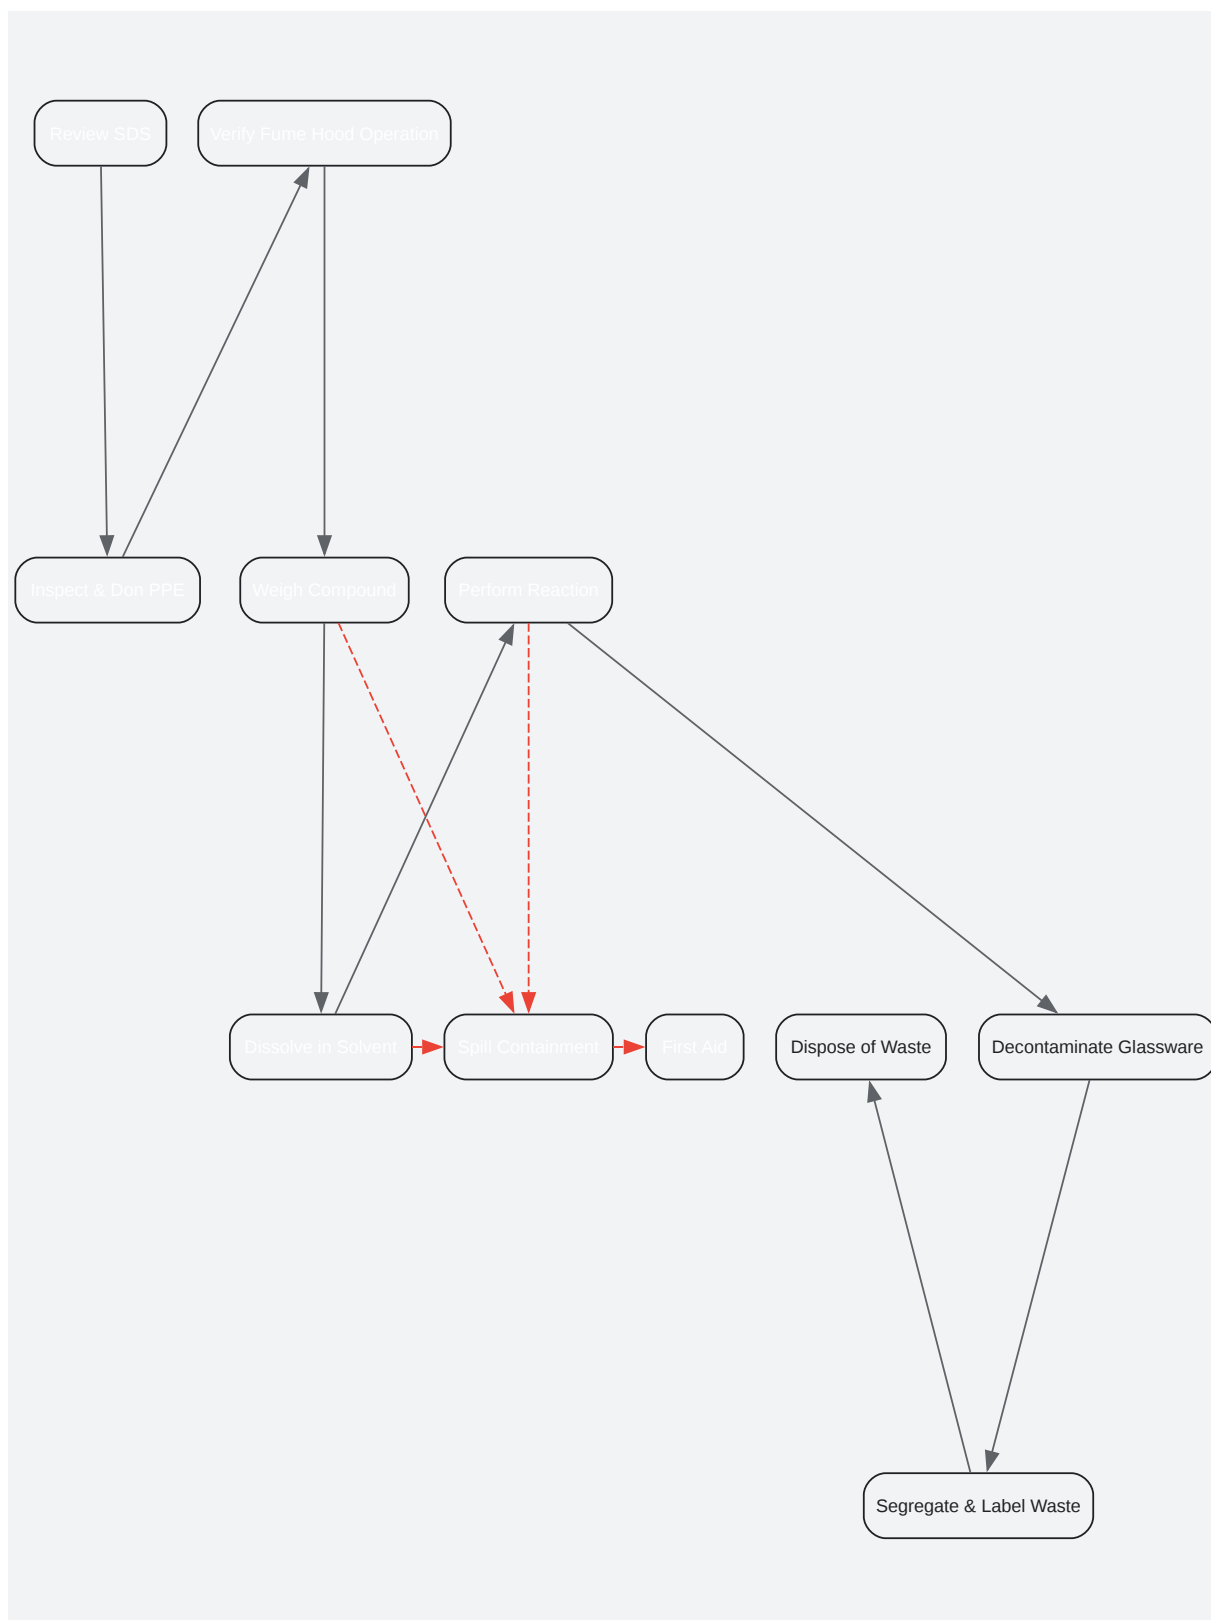 Review SDS
Verify Fume Hood Operation
Inspect & Don PPE
Weigh Compound
Perform Reaction
Dissolve in Solvent
Spill Containment
First Aid
Dispose of Waste
Decontaminate Glassware
Segregate & Label Waste